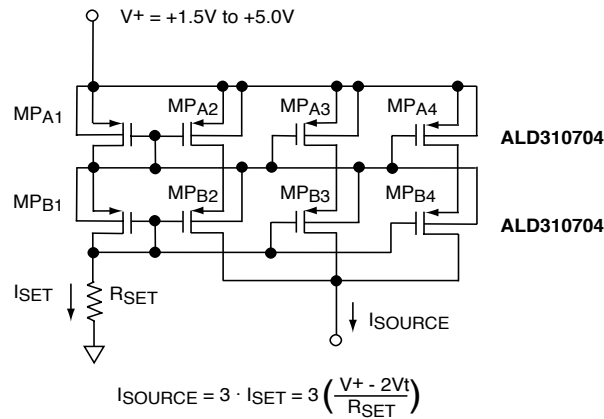 V+ = +1.5V to +5.0V
MPA1
MPA2
MPA3
MPA4
ALD310704
MPB1
MPB2
MPB3
MPB4
ALD310704
ISET
RSET
ISOURCE
ISOURCE = 3 · ISET = 3 ( V+ - 2Vt / RSET )